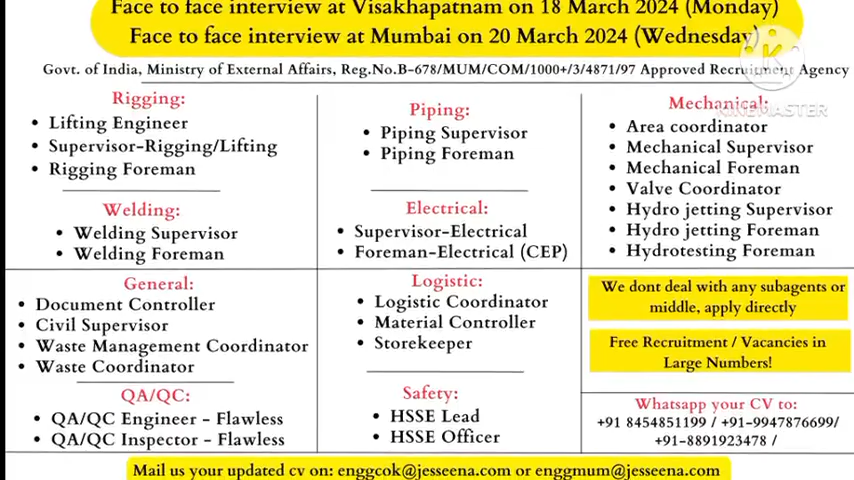 Face to face interview at Visakhapatnam on 18 March 2024 (Monday)
Face to face interview at Mumbai on 20 March 2024 (Wednesday)
Govt. of India, Ministry of External Affairs, Reg.No.B-678/MUM/COM/1000+/3/4871/97 Approved Recruitment Agency
Rigging:
• Lifting Engineer
• Supervisor-Rigging/Lifting
• Rigging Foreman
Piping:
• Piping Supervisor
• Piping Foreman
Mechanical:
• Area coordinator
• Mechanical Supervisor
• Mechanical Foreman
• Valve Coordinator
• Hydro jetting Supervisor
• Hydro jetting Foreman
• Hydrotesting Foreman
KINEMASTER
Welding:
• Welding Supervisor
• Welding Foreman
Electrical:
• Supervisor-Electrical
• Foreman-Electrical (CEP)
General:
• Document Controller
• Civil Supervisor
• Waste Management Coordinator
• Waste Coordinator
Logistic:
• Logistic Coordinator
• Material Controller
• Storekeeper
We dont deal with any subagents or
middle, apply directly
Free Recruitment / Vacancies in
Large Numbers!
QA/QC:
• QA/QC Engineer - Flawless
• QA/QC Inspector - Flawless
Safety:
• HSSE Lead
• HSSE Officer
Whatsapp your CV to:
+91 8454851199 / +91-9947876699/
+91-8891923478 /
Mail us your updated cv on: enggcok@jesseena.com or enggmum@jesseena.com